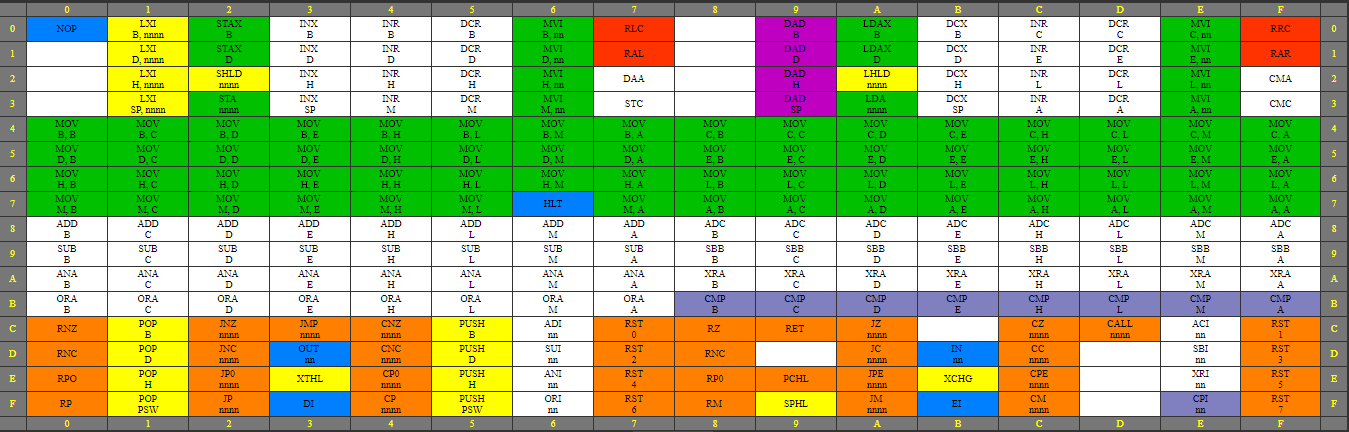 0 1 2 3 4 5 6 7 8 9 A B C D E F
0 NOP LXI B, nnnn STAX B INX B INR B DCR B MVI B, nn RLC DAD B LDAX B DCX B INR C DCR C MVI C, nn RRC 0
1 LXI D, nnnn STAX D INX D INR D DCR D MVI D, nn RAL DAD D LDAX D DCX D INR E DCR E MVI E, nn RAR 1
2 LXI H, nnnn SHLD nnnn INX H INR H DCR H MVI H, nn DAA DAD H LHLD nnnn DCX H INR L DCR L MVI L, nn CMA 2
3 LXI SP, nnnn STA nnnn INX SP INR M DCR M MVI M, nn STC DAD SP LDA nnnn DCX SP INR A DCR A MVI A, nn CMC 3
4 MOV B, B MOV B, C MOV B, D MOV B, E MOV B, H MOV B, L MOV B, M MOV B, A MOV C, B MOV C, C MOV C, D MOV C, E MOV C, H MOV C, L MOV C, M MOV C, A 4
5 MOV D, B MOV D, C MOV D, D MOV D, E MOV D, H MOV D, L MOV D, M MOV D, A MOV E, B MOV E, C MOV E, D MOV E, E MOV E, H MOV E, L MOV E, M MOV E, A 5
6 MOV H, B MOV H, C MOV H, D MOV H, E MOV H, H MOV H, L MOV H, M MOV H, A MOV L, B MOV L, C MOV L, D MOV L, E MOV L, H MOV L, L MOV L, M MOV L, A 6
7 MOV M, B MOV M, C MOV M, D MOV M, E MOV M, H MOV M, L HLT MOV M, A MOV A, B MOV A, C MOV A, D MOV A, E MOV A, H MOV A, L MOV A, M MOV A, A 7
8 ADD B ADD C ADD D ADD E ADD H ADD L ADD M ADD A ADC B ADC C ADC D ADC E ADC H ADC L ADC M ADC A 8
9 SUB B SUB C SUB D SUB E SUB H SUB L SUB M SUB A SBB B SBB C SBB D SBB E SBB H SBB L SBB M SBB A 9
A ANA B ANA C ANA D ANA E ANA H ANA L ANA M ANA A XRA B XRA C XRA D XRA E XRA H XRA L XRA M XRA A A
B ORA B ORA C ORA D ORA E ORA H ORA L ORA M ORA A CMP B CMP C CMP D CMP E CMP H CMP L CMP M CMP A B
C RNZ POP B JNZ nnnn JMP nnnn CNZ nnnn PUSH B ADI nn RST 0 RZ RET JZ nnnn CZ nnnn CALL nnnn ACI nn RST 1 C
D RNC POP D JNC nnnn OUT nn CNC nnnn PUSH D SUI nn RST 2 RNC JC nnnn IN nn CC nnnn SBI nn RST 3 D
E RPO POP H JP0 nnnn XTHL CP0 nnnn PUSH H ANI nn RST 4 RP0 PCHL JPE nnnn XCHG CPE nnnn XRI nn RST 5 E
F RP POP PSW JP nnnn DI CP nnnn PUSH PSW ORI nn RST 6 RM SPHL JM nnnn EI CM nnnn CPI nn RST 7 F
0 1 2 3 4 5 6 7 8 9 A B C D E F